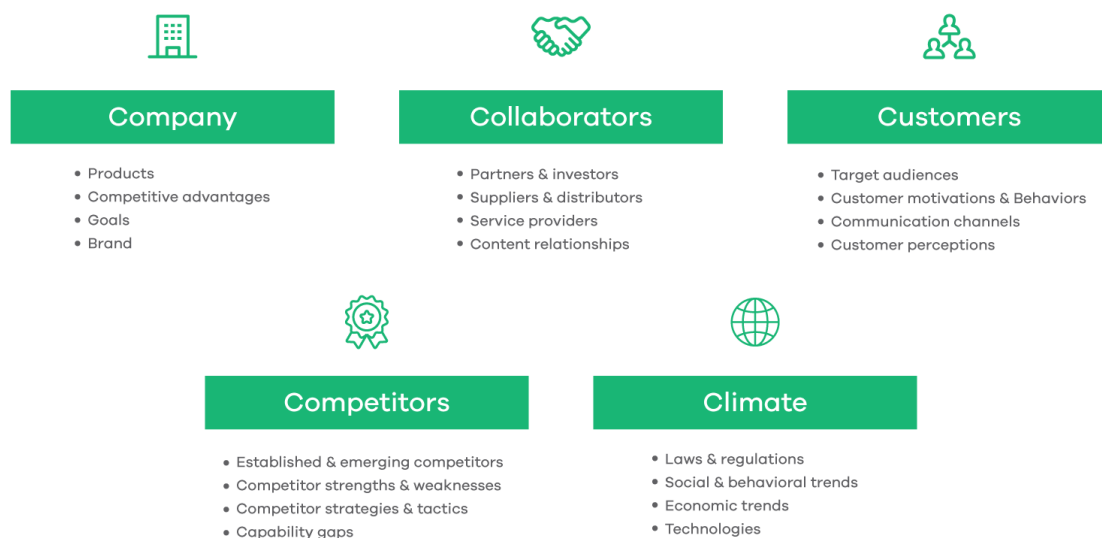 Company
Products
Competitive advantages
Goals
Brand
Collaborators
Partners & investors
Suppliers & distributors
Service providers
Content relationships
Customers
Target audiences
Customer motivations & Behaviors
Communication channels
Customer perceptions
Competitors
Established & emerging competitors
Competitor strengths & weaknesses
Competitor strategies & tactics
Capability gaps
Climate
Laws & regulations
Social & behavioral trends
Economic trends
Technologies